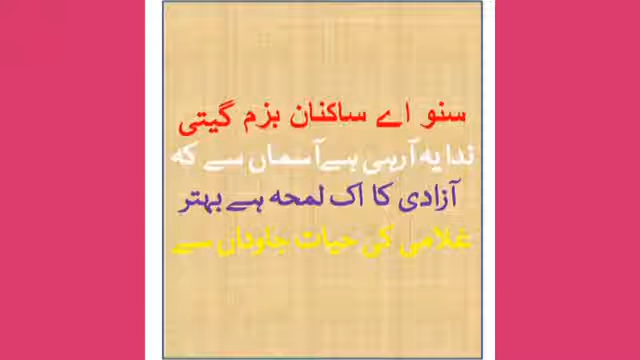 سنو اے ساکنان بزم گیتی
ندا یہ آرہی ہے آسماں سے کہ
آزادی کا اک لمحہ ہے بہتر
غلامی کی حیات جاوداں سے